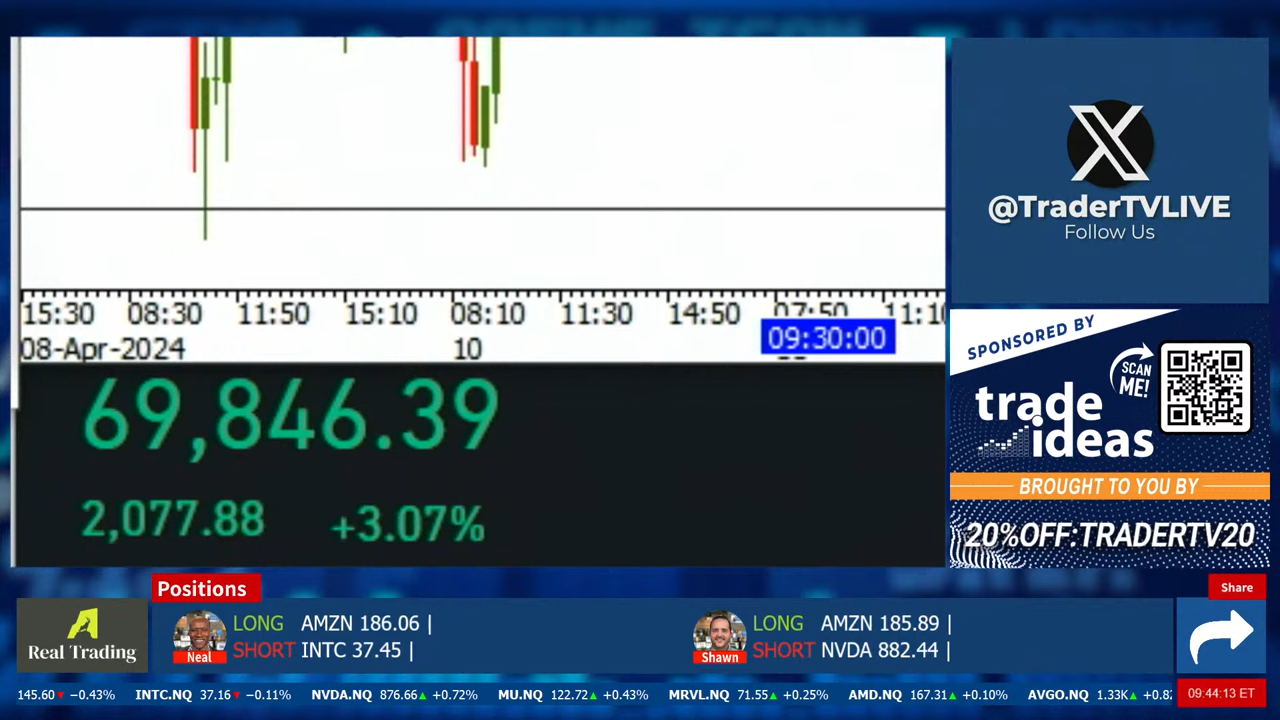 15:30 08:30 11:50 15:10 08:10 11:30 14:50 07:50
08-Apr-2024 10 09:30:00
69,846.39
2,077.88 +3.07%
@TraderTVLIVE
Follow Us
SPONSORED BY
SCAN ME!
trade
ideas
BROUGHT TO YOU BY
20%OFF:TRADERTV20
Positions
Share
Real Trading
Neal
LONG AMZN 186.06 |
SHORT INTC 37.45 |
Shawn
LONG AMZN 185.89 |
SHORT NVDA 882.44 |
145.60▼ −0.43% INTC.NQ 37.16▼ −0.11% NVDA.NQ 876.66▲ +0.72% MU.NQ 122.72▲ +0.43% MRVL.NQ 71.55▲ +0.25% AMD.NQ 167.31▲ +0.10% AVGO.NQ 1.33K▲ +0.82
09:44:13 ET